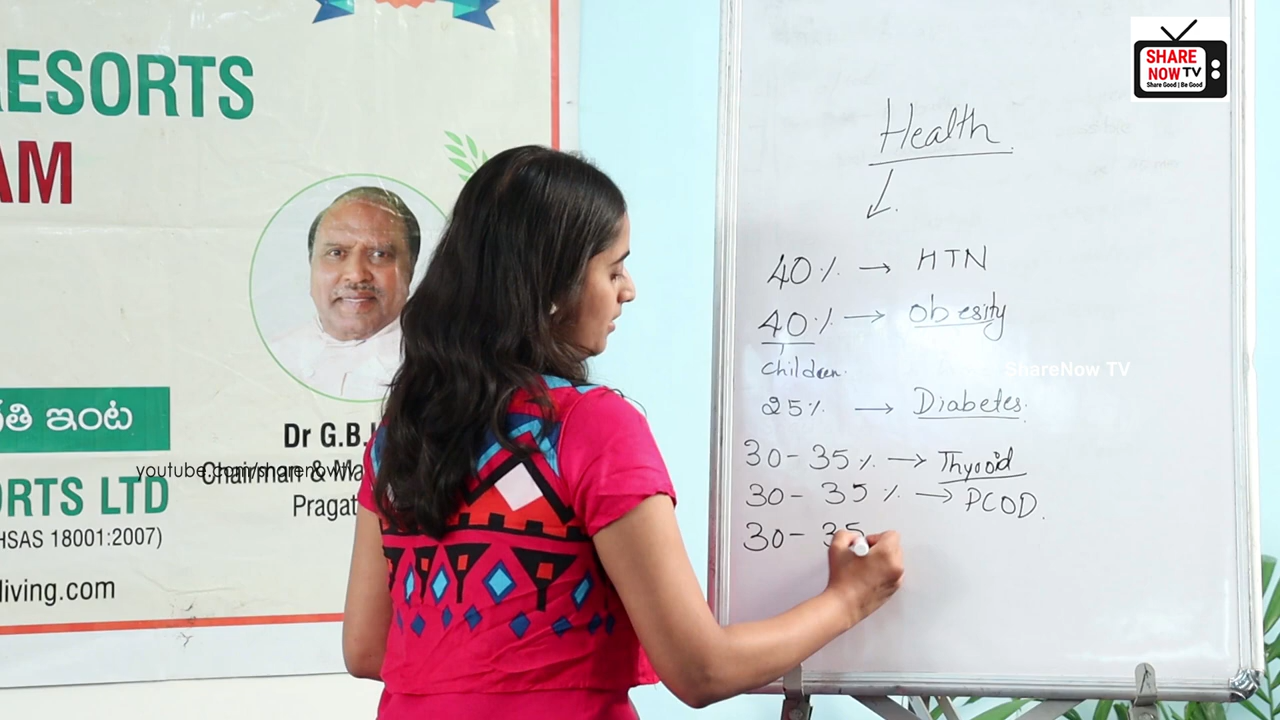 RESORTS
AM
Dr G.B.
Chairman & Ma
Pragat
తి ఇంట
ORTS LTD
HSAS 18001:2007)
living.com
youtube.com/sharenowtv
SHARE
NOW TV
Share Good | Be Good
Health
40% → HTN
40% → obesity
children.
ShareNow TV
25% → Diabetes.
30-35% → Thyroid
30-35% → PCOD.
30-35